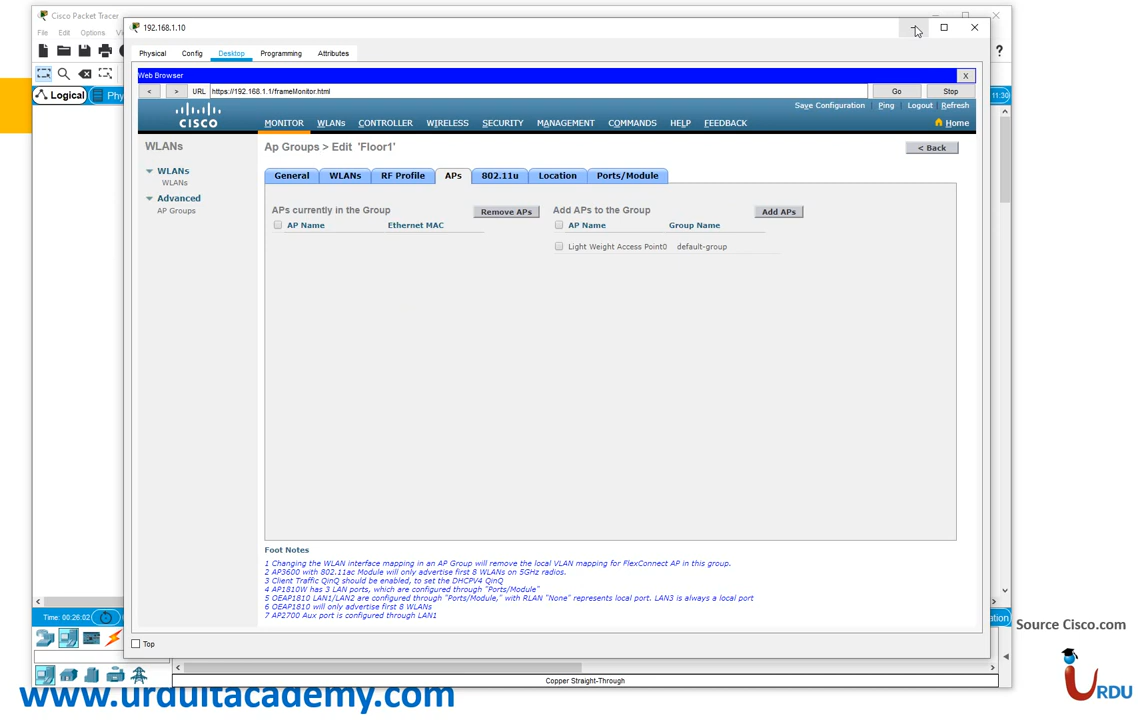 Cisco Packet Tracer
File Edit Options
192.168.1.10
Physical Config Desktop Programming Attributes
Web Browser X
< > URL https://192.168.1.1/frameMonitor.html Go Stop
Logical
Save Configuration Ping Logout Refresh
CISCO
MONITOR WLANs CONTROLLER WIRELESS SECURITY MANAGEMENT COMMANDS HELP FEEDBACK Home
WLANs
WLANs
WLANs
Advanced
AP Groups
Ap Groups > Edit 'Floor1' < Back
General WLANs RF Profile APs 802.11u Location Ports/Module
APs currently in the Group Remove APs Add APs to the Group Add APs
AP Name Ethernet MAC AP Names Group Name
Light Weight Access Point0 default-group
Foot Notes
1 Changing the WLAN interface mapping in an AP Group will remove the local VLAN mapping for FlexConnect AP in this group.
2 AP3600 with 802.11ac Module will only advertise first 8 WLANs on 5GHz radios.
3 Client Traffic QinQ should be enabled, to set the DHCPV4 QinQ
4 AP1810W has 3 LAN ports, which are configured through "Ports/Module"
5 OEAP1810 LAN1/LAN2 are configured through "Ports/Module," with RLAN "None" represents local port. LAN3 is always a local port
6 OEAP1810 will only advertise first 8 WLANs
7 AP2700 Aux port is configured through LAN1
Time: 00:26:02
Top
Copper Straight-Through
Source Cisco.com
URDU
www.urduitacademy.com